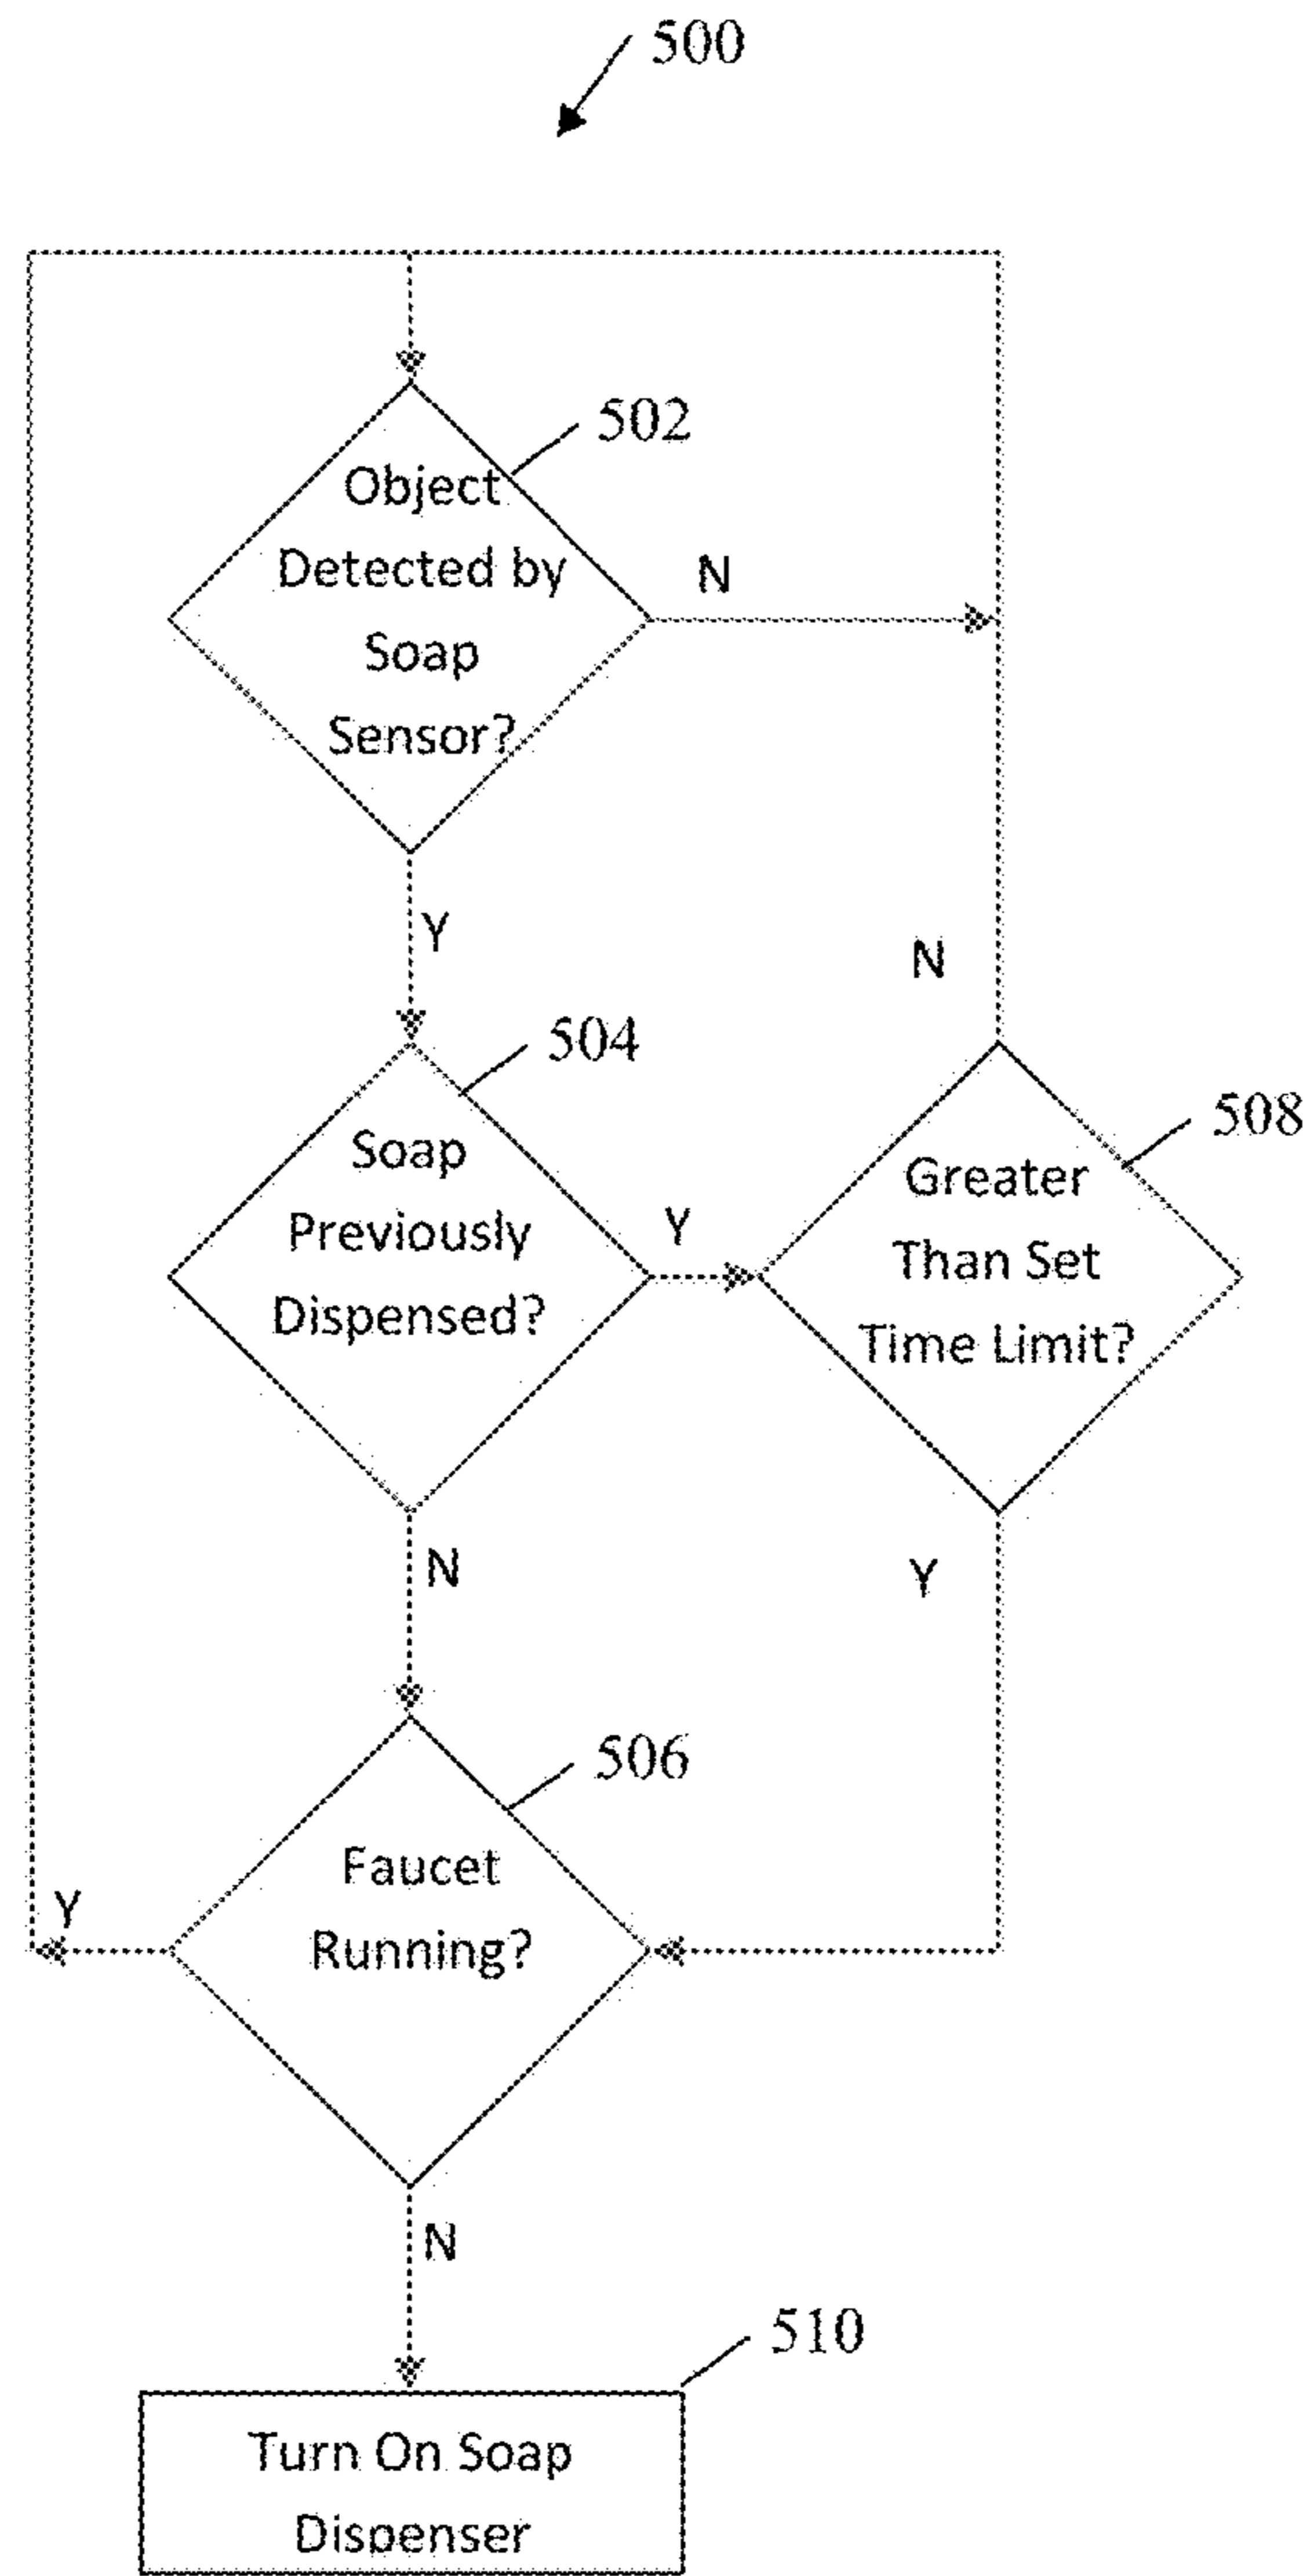 500
502
Object
Detected by
Soap
Sensor?
N
Y
N
504
508
Soap
Previously
Dispensed?
Y
Greater
Than Set
Time Limit?
N
Y
506
Faucet
Running?
Y
N
510
Turn On Soap
Dispenser